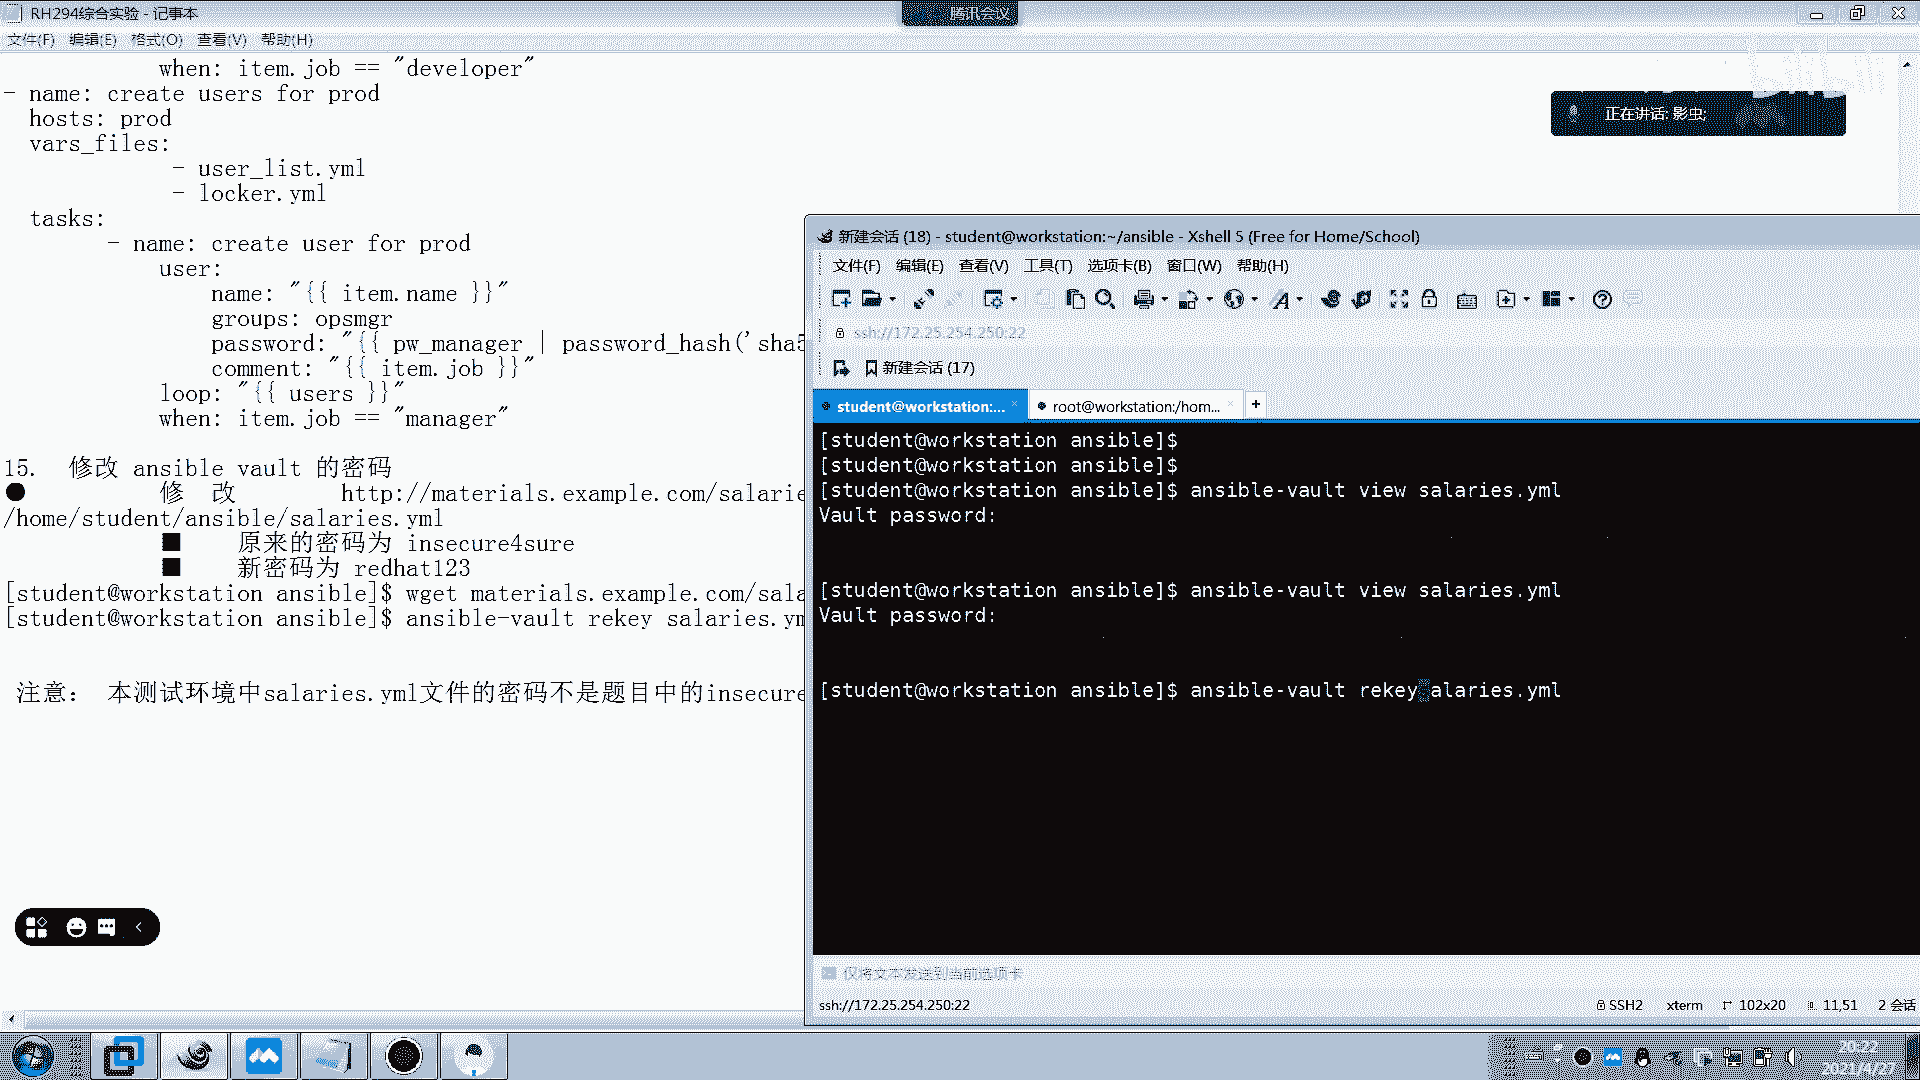 RH294综合实验 - 记事本
腾讯会议
文件(F) 编辑(E) 格式(O) 查看(V) 帮助(H)
when: item.job == "developer"
- name: create users for prod
hosts: prod
vars_files:
- user_list.yml
- locker.yml
tasks:
- name: create user for prod
user:
name: "{{ item.name }}"
groups: opsmgr
password: "{{ pw_manager | password_hash('sha5
comment: "{{ item.job }}"
loop: "{{ users }}"
when: item.job == "manager"
15. 修改 ansible vault 的密码
● 修 改 http://materials.example.com/salarie
/home/student/ansible/salaries.yml
■ 原来的密码为 insecure4sure
■ 新密码为 redhat123
[student@workstation ansible]$ wget materials.example.com/sala
[student@workstation ansible]$ ansible-vault rekey salaries.ym
注意： 本测试环境中salaries.yml文件的密码不是题目中的insecure
正在讲话: 影虫;
新建会话 (18) - student@workstation:~/ansible - Xshell 5 (Free for Home/School)
文件(F) 编辑(E) 查看(V) 工具(T) 选项卡(B) 窗口(W) 帮助(H)
ssh://172.25.254.250:22
新建会话 (17)
student@workstation:... root@workstation:/hom... +
[student@workstation ansible]$
[student@workstation ansible]$
[student@workstation ansible]$ ansible-vault view salaries.yml
Vault password:
[student@workstation ansible]$ ansible-vault view salaries.yml
Vault password:
[student@workstation ansible]$ ansible-vault rekey alaries.yml
仅将文本发送到当前选项卡
ssh://172.25.254.250:22 SSH2 xterm 102x20 11,51 2 会话
20:22
2021/4/27